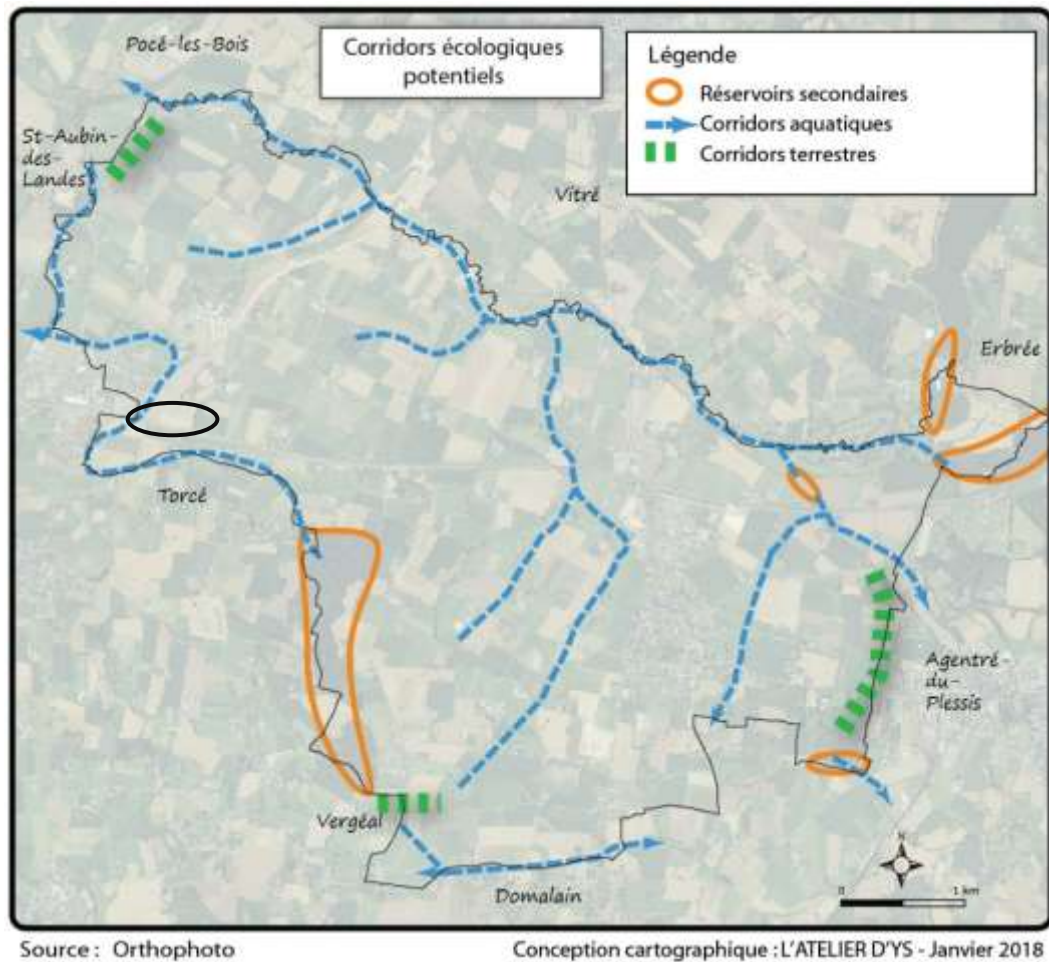 Pocé-les-Bois
Corridors écologiques
potentiels
Légende
Réservoirs secondaires
Corridors aquatiques
Corridors terrestres
St-Aubin-
des-
Landes
Vitré
Erbrée
Torcé
Agentré-
du-
Plessis
Vergéal
Domalain
N
0 1 km
Source : Orthophoto
Conception cartographique : L'ATELIER D'YS - Janvier 2018